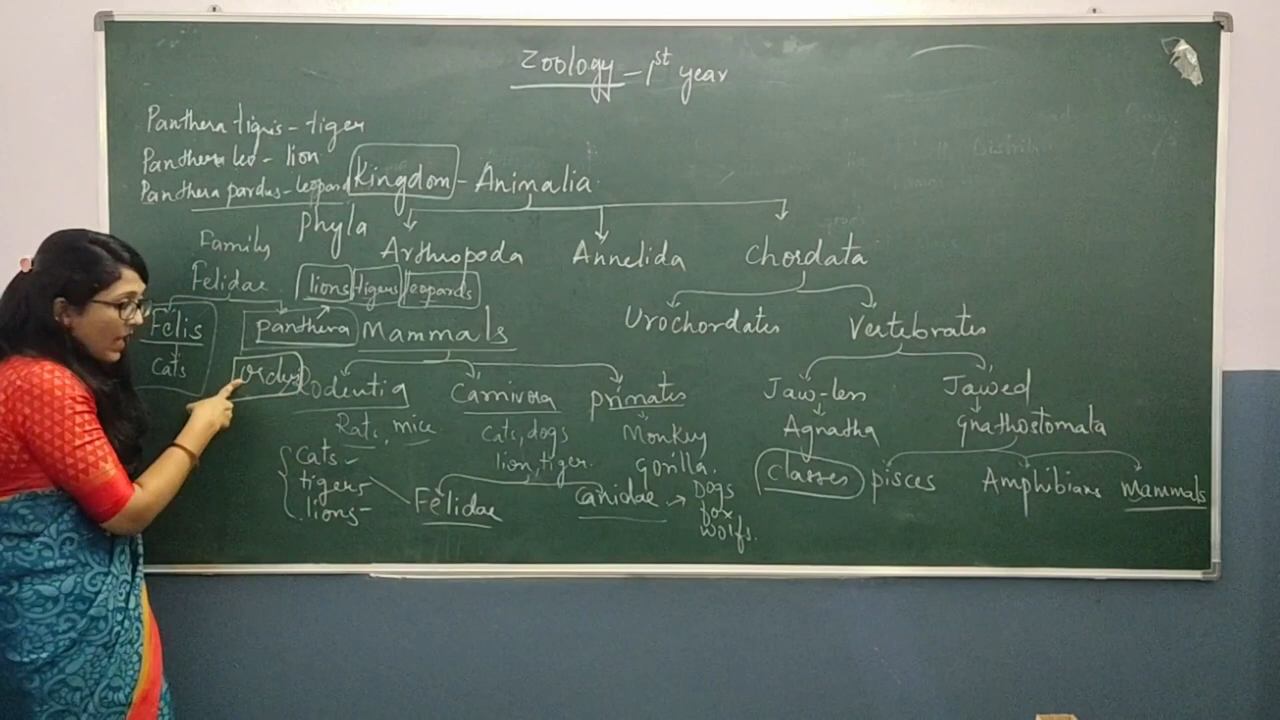 Zoology - 1st year
Panthera tigris - tiger
Panthera leo - lion
Panthera pardus - leopard
Kingdom - Animalia
Phyla
Arthropoda Annelida Chordata
Family
Felidae
lions tigers leopards
Urochordates Vertebrates
Felis
Cats
panthera
Mammals
order
Rodentia Carnivora primates
Rats, mice
Cats, dogs
lion, tiger.
Monkey
gorilla.
Jaw-less Jawed
Agnatha Gnathostomata
Cats -
tigers
lions -
Felidae Canidae → Dogs
fox
wolfs.
Classes Pisces Amphibians Mammals